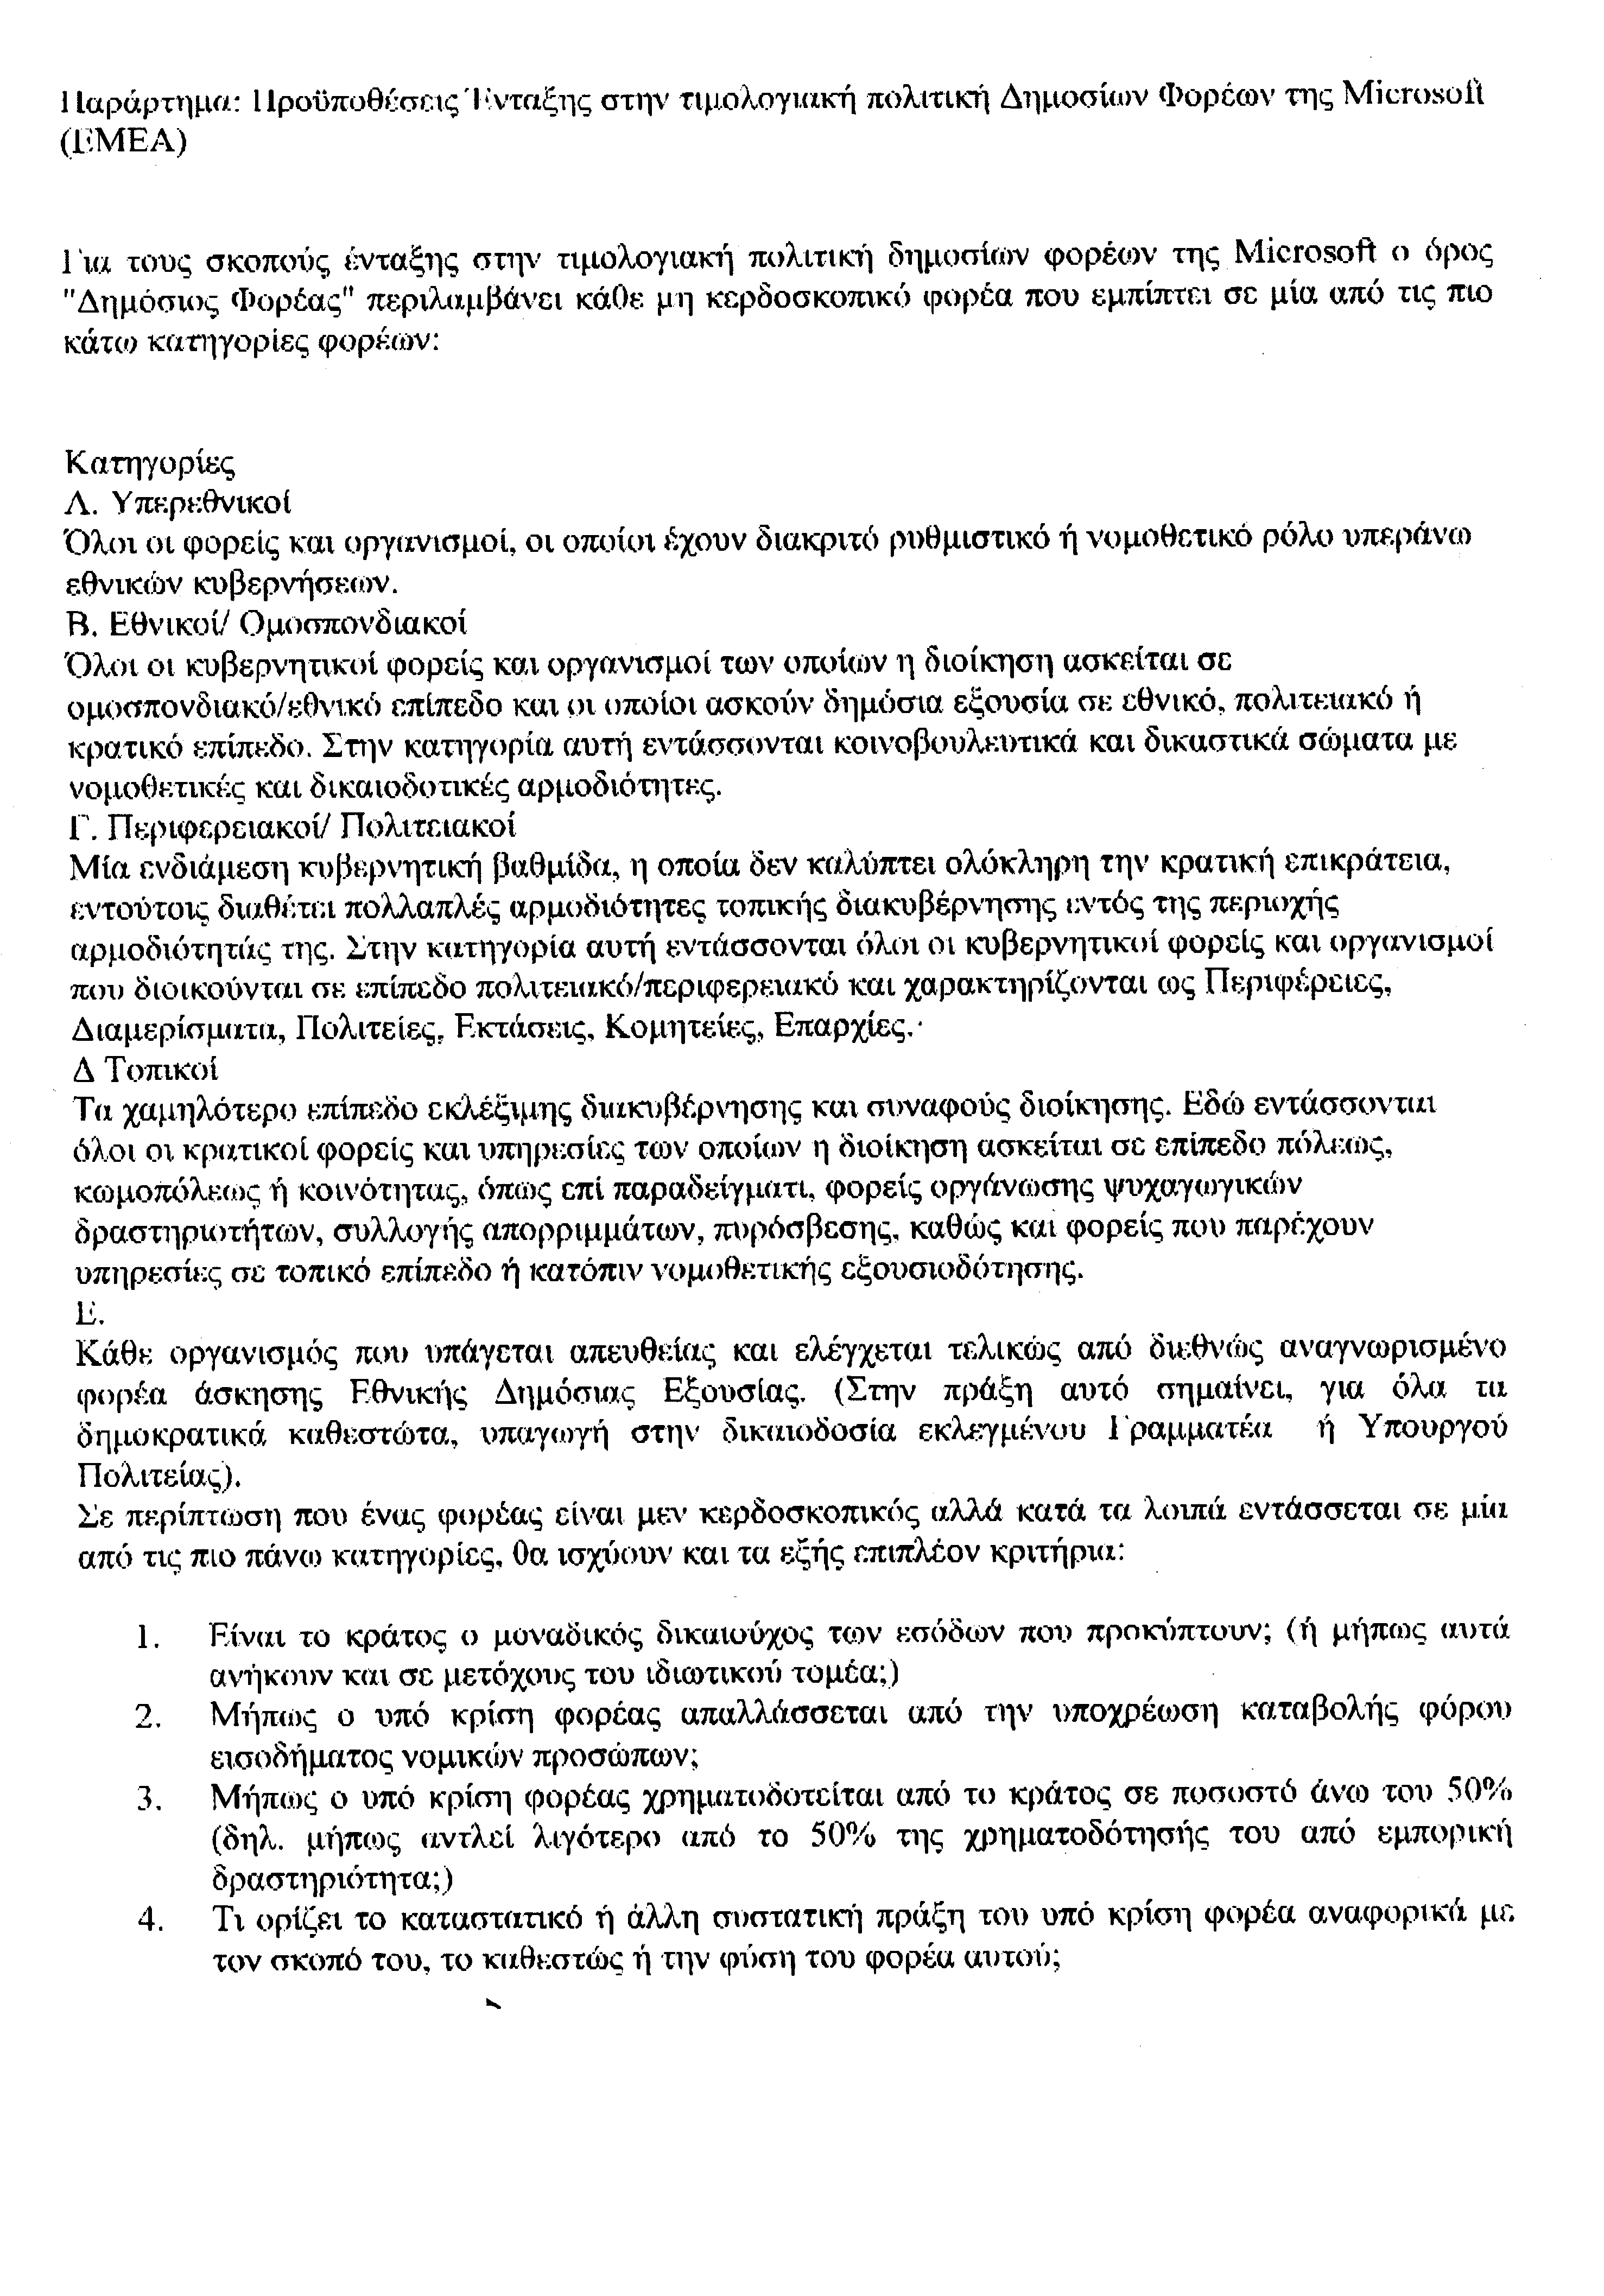 Παράρτημα: Προϋποθέσεις Ένταξης στην τιμολογιακή πολιτική Δημοσίων Φορέων της Microsoft
(EMEA)
Για τους σκοπούς ένταξης στην τιμολογιακή πολιτική δημοσίων φορέων της Microsoft ο όρος
"Δημόσιος Φορέας" περιλαμβάνει κάθε μη κερδοσκοπικό φορέα που εμπίπτει σε μία από τις πιο
κάτω κατηγορίες φορέων:
Κατηγορίες
Α. Υπερεθνικοί
Όλοι οι φορείς και οργανισμοί, οι οποίοι έχουν διακριτό ρυθμιστικό ή νομοθετικό ρόλο υπεράνω
εθνικών κυβερνήσεων.
Β. Εθνικοί/ Ομοσπονδιακοί
Όλοι οι κυβερνητικοί φορείς και οργανισμοί των οποίων η διοίκηση ασκείται σε
ομοσπονδιακό/εθνικό επίπεδο και οι οποίοι ασκούν δημόσια εξουσία σε εθνικό, πολιτειακό ή
κρατικό επίπεδο. Στην κατηγορία αυτή εντάσσονται κοινοβουλευτικά και δικαστικά σώματα με
νομοθετικές και δικαιοδοτικές αρμοδιότητες.
Γ. Περιφερειακοί/ Πολιτειακοί
Μία ενδιάμεση κυβερνητική βαθμίδα, η οποία δεν καλύπτει ολόκληρη την κρατική επικράτεια,
εντούτοις διαθέτει πολλαπλές αρμοδιότητες τοπικής διακυβέρνησης εντός της περιοχής
αρμοδιότητάς της. Στην κατηγορία αυτή εντάσσονται όλοι οι κυβερνητικοί φορείς και οργανισμοί
που διοικούνται σε επίπεδο πολιτειακό/περιφερειακό και χαρακτηρίζονται ως Περιφέρειες,
Διαμερίσματα, Πολιτείες, Εκτάσεις, Κομητείες, Επαρχίες.
Δ Τοπικοί
Τα χαμηλότερο επίπεδο εκλέξιμης διακυβέρνησης και συναφούς διοίκησης. Εδώ εντάσσονται
όλοι οι κρατικοί φορείς και υπηρεσίες των οποίων η διοίκηση ασκείται σε επίπεδο πόλεως,
κωμοπόλεως ή κοινότητας, όπως επί παραδείγματι, φορείς οργάνωσης ψυχαγωγικών
δραστηριοτήτων, συλλογής απορριμμάτων, πυρόσβεσης, καθώς και φορείς που παρέχουν
υπηρεσίες σε τοπικό επίπεδο ή κατόπιν νομοθετικής εξουσιοδότησης.
Ε.
Κάθε οργανισμός που υπάγεται απευθείας και ελέγχεται τελικώς από διεθνώς αναγνωρισμένο
φορέα άσκησης Εθνικής Δημόσιας Εξουσίας. (Στην πράξη αυτό σημαίνει, για όλα τα
δημοκρατικά καθεστώτα, υπαγωγή στην δικαιοδοσία εκλεγμένου Γραμματέα ή Υπουργού
Πολιτείας).
Σε περίπτωση που ένας φορέας είναι μεν κερδοσκοπικός αλλά κατά τα λοιπά εντάσσεται σε μία
από τις πιο πάνω κατηγορίες, θα ισχύουν και τα εξής επιπλέον κριτήρια:
1. Είναι το κράτος ο μοναδικός δικαιούχος των εσόδων που προκύπτουν; (ή μήπως αυτά
ανήκουν και σε μετόχους του ιδιωτικού τομέα;)
2. Μήπως ο υπό κρίση φορέας απαλλάσσεται από την υποχρέωση καταβολής φόρου
εισοδήματος νομικών προσώπων;
3. Μήπως ο υπό κρίση φορέας χρηματοδοτείται από το κράτος σε ποσοστό άνω του 50%
(δηλ. μήπως αντλεί λιγότερο από το 50% της χρηματοδότησής του από εμπορική
δραστηριότητα;)
4. Τι ορίζει το καταστατικό ή άλλη συστατική πράξη του υπό κρίση φορέα αναφορικά με
τον σκοπό του, το καθεστώς ή την φύση του φορέα αυτού;